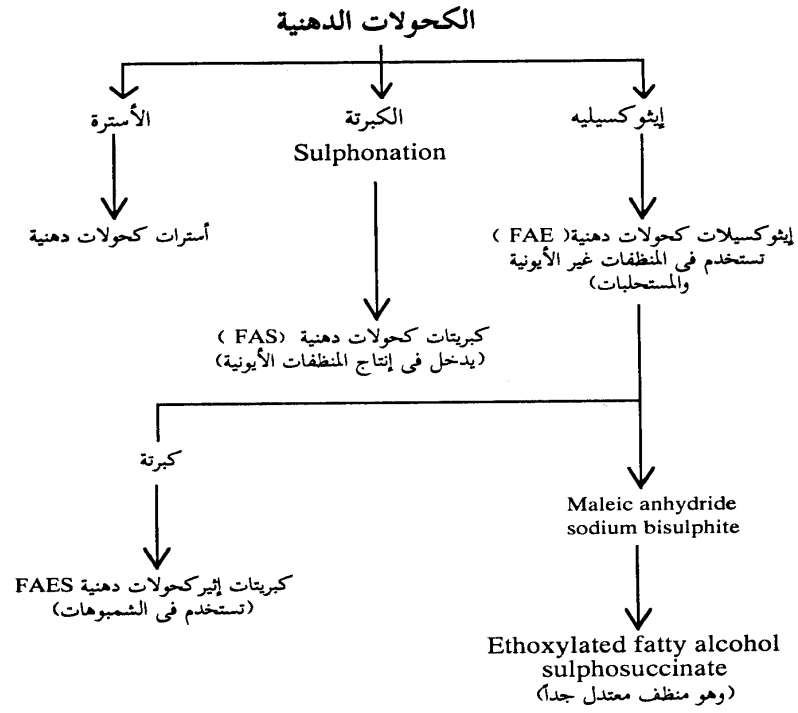 الكحولات الدهنية
إيثوكسيليه
الكبرتة
Sulphonation
الأسترة
إيثوكسيلات كحولات دهنية( FAE )
تستخدم فى المنظفات غير الأيونية
والمستحلبات)
كبريتات كحولات دهنية (FAS )
(يدخل فى إنتاج المنظفات الأيونية)
أسترات كحولات دهنية
Maleic anhydride
sodium bisulphite
كبرتة
Ethoxylated fatty alcohol
sulphosuccinate
(وهو منظف معتدل جداً)
كبريتات إثير كحولات دهنية FAES
(تستخدم فى الشمبوهات)